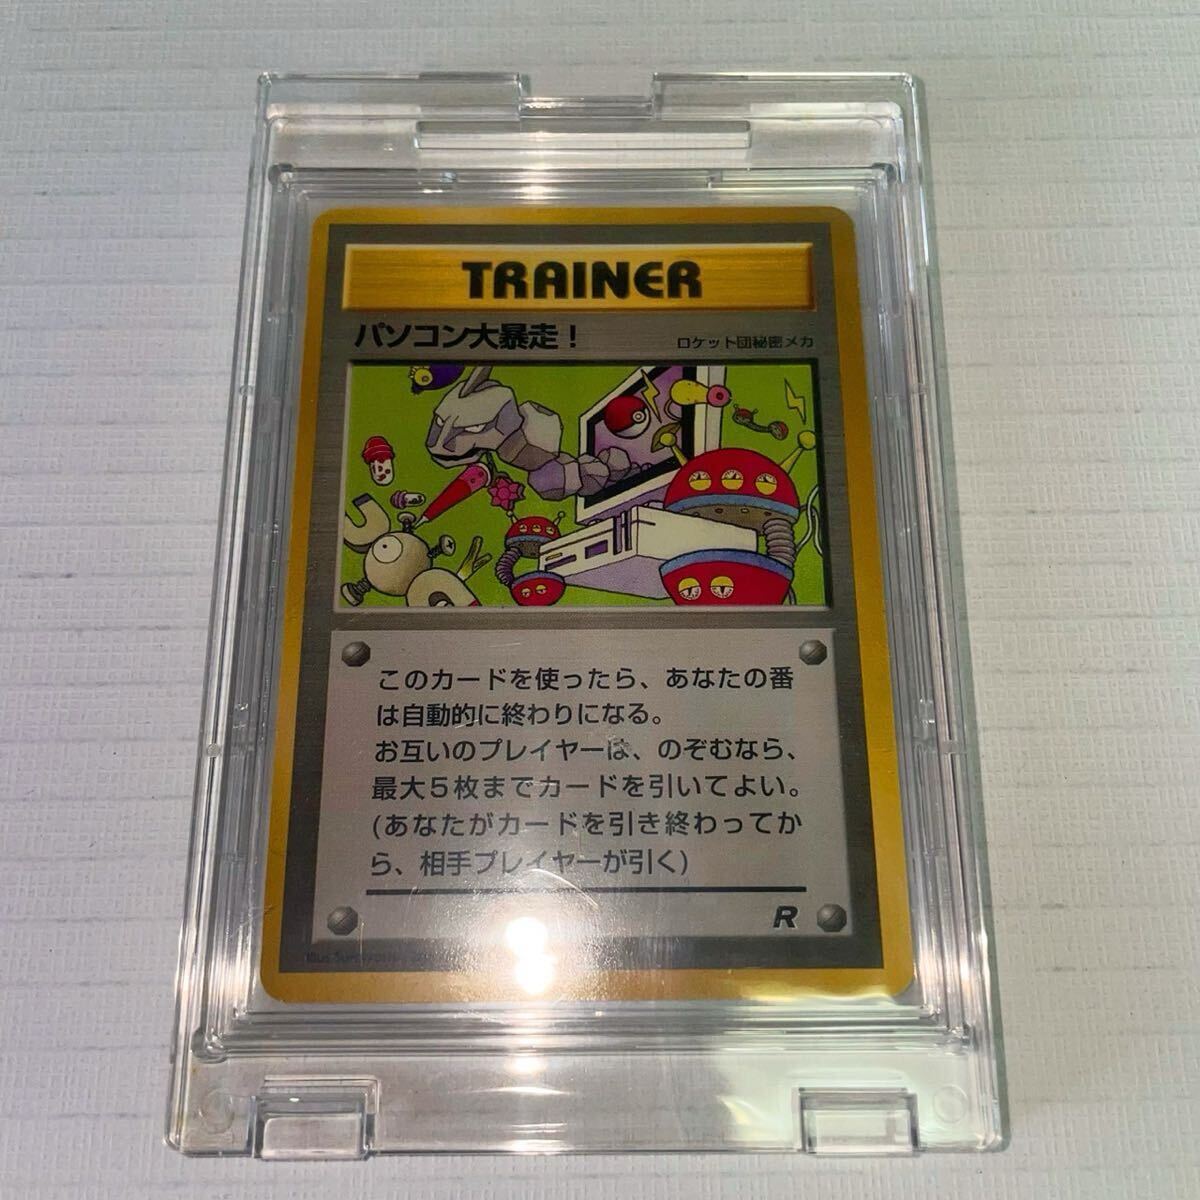 TRAINER
パソコン大暴走！
ロケット団秘密メカ
このカードを使ったら、あなたの番
は自動的に終わりになる。
お互いのプレイヤーは、のぞむなら、
最大５枚までカードを引いてよい。
(あなたがカードを引き終わってか
ら、相手プレイヤーが引く)
R
Illus